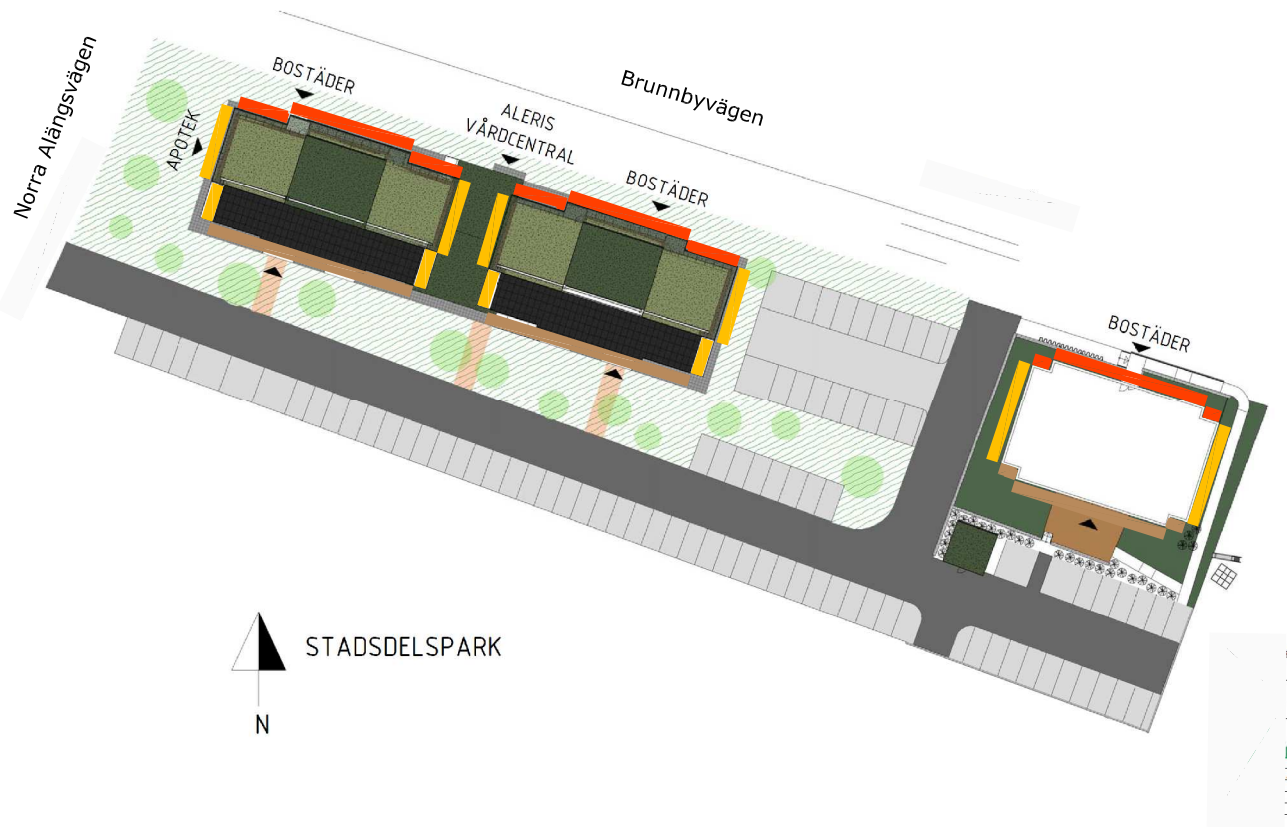 Norra Alängsvägen
BOSTÄDER
APOTEK
ALERIS
VÅRDCENTRAL
Brunnbyvägen
BOSTÄDER
BOSTÄDER
STADSDELSPARK
N